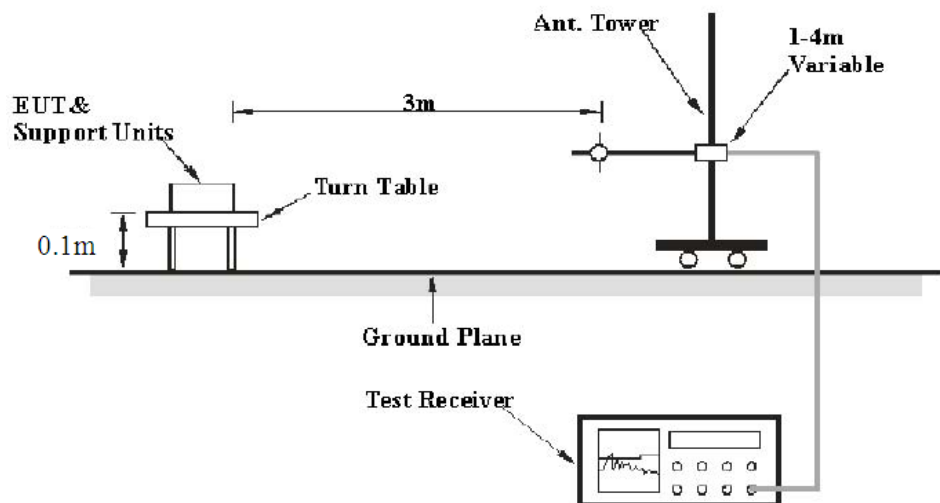 Ant. Tower
1-4m
Variable
3m
EUT&
Support Units
Turn Table
0.1m
Ground Plane
Test Receiver